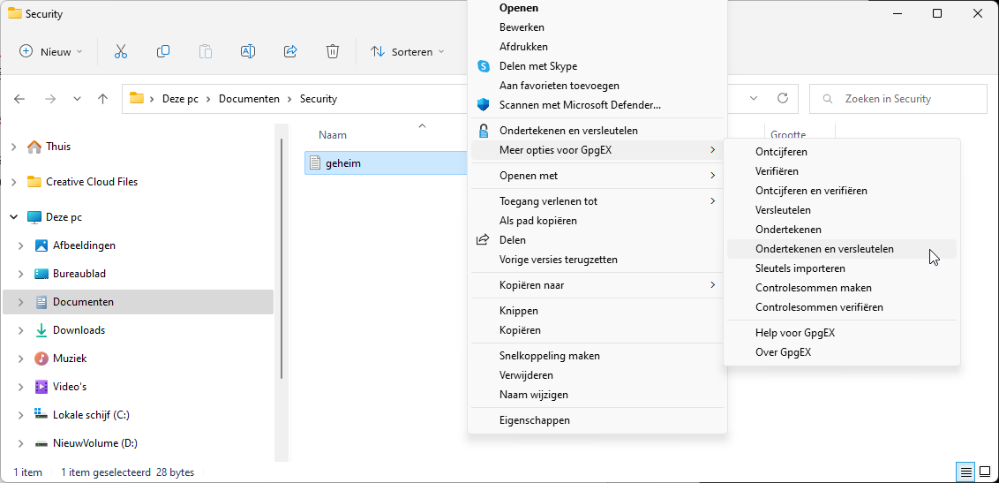 Security
Nieuw
Sorteren
Deze pc
Documenten
Security
Zoeken in Security
Thuis
Creative Cloud Files
Deze pc
Afbeeldingen
Bureaublad
Documenten
Downloads
Muziek
Video's
Lokale schijf (C:)
NieuwVolume (D:)
Naam
Grootte
geheim
Openen
Bewerken
Afdrukken
Delen met Skype
Aan favorieten toevoegen
Scannen met Microsoft Defender...
Ondertekenen en versleutelen
Meer opties voor GpgEX
Openen met
Toegang verlenen tot
Als pad kopiëren
Delen
Vorige versies terugzetten
Kopiëren naar
Knippen
Kopiëren
Snelkoppeling maken
Verwijderen
Naam wijzigen
Eigenschappen
Ontcijferen
Verifiëren
Ontcijferen en verifiëren
Versleutelen
Ondertekenen
Ondertekenen en versleutelen
Sleutels importeren
Controlesommen maken
Controlesommen verifiëren
Help voor GpgEX
Over GpgEX
1 item
1 item geselecteerd 28 bytes